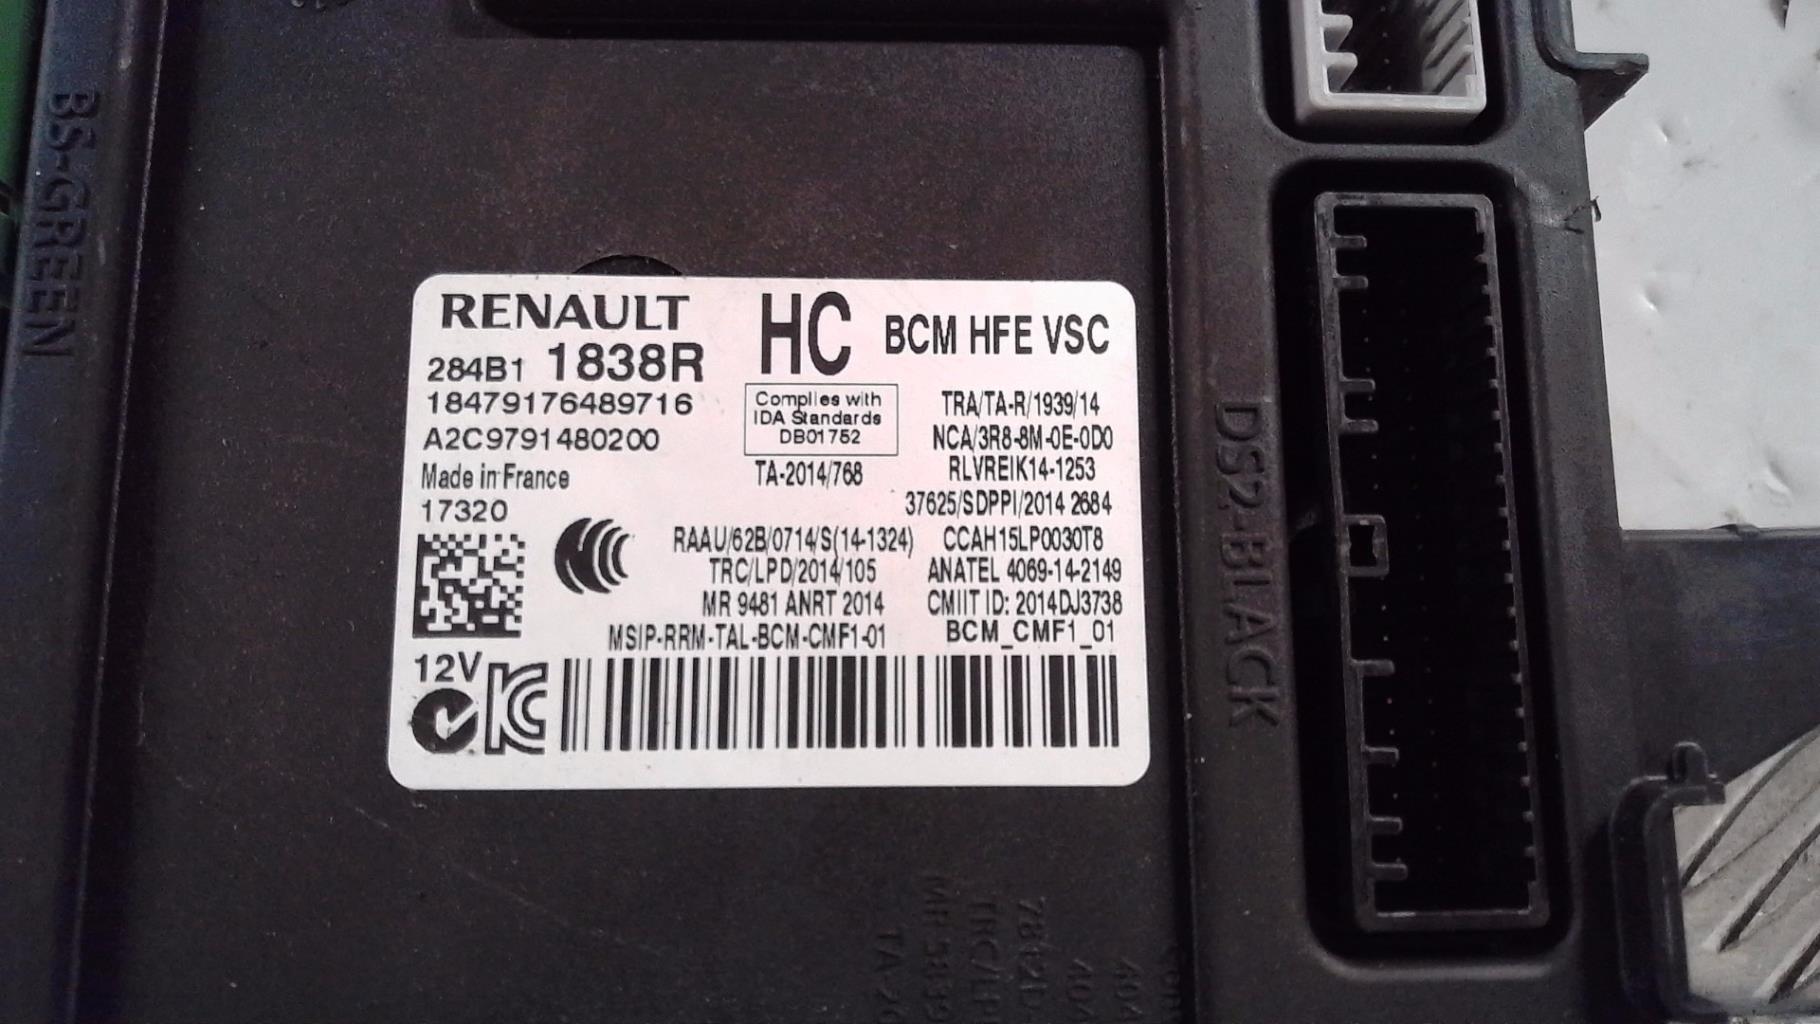 BS-GREEN
RENAULT HC BCM HFE VSC
284B1 1838R
18479176489716
A2C9791480200
Made in France
17320
Complies with
IDA Standards
DB01752
TA-2014/768
TRA/TA-R/1939/14
NCA/3R8-8M-0E-0D0
RLVREIK14-1253
37625/SDPPI/2014 2684
RAAU/62B/0714/S(14-1324) CCAH15LP0030T8
TRC/LPD/2014/105 ANATEL 4069-14-2149
MR 9481 ANRT 2014 CMIIT ID: 2014DJ3738
MSIP-RRM-TAL-BCM-CMF1-01 BCM_CMF1_01
12V
KC
DS2-BLACK